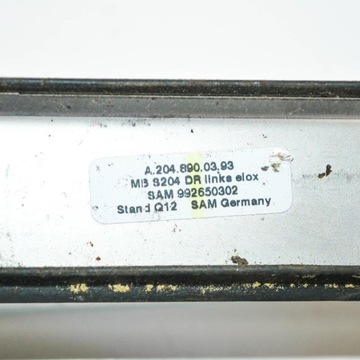 A.204.890.03.93
MB S204 DR links elox
SAM 992650302
Stand Q12 SAM Germany